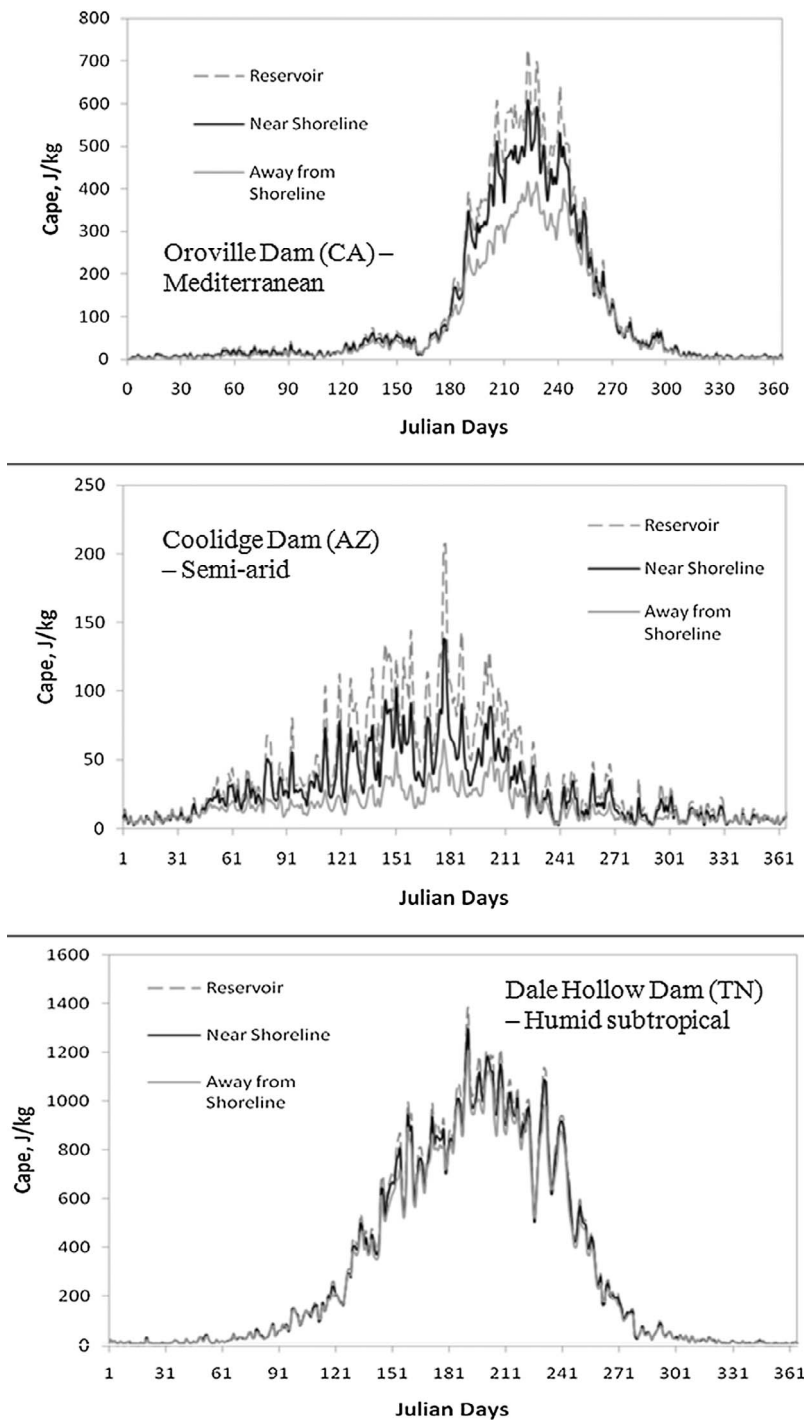 800
700
600
500
400
300
200
100
0
Cape, J/kg
Reservoir
Near Shoreline
Away from
Shoreline
Oroville Dam (CA) –
Mediterranean
0 30 60 90 120 150 180 210 240 270 300 330 360
Julian Days
250
200
150
100
50
0
Cape, J/kg
Coolidge Dam (AZ)
– Semi-arid
Reservoir
Near Shoreline
Away from
Shoreline
1 31 61 91 121 151 181 211 241 271 301 331 361
Julian Days
1600
1400
1200
1000
800
600
400
200
0
Cape, J/kg
Reservoir
Near Shoreline
Away from
Shoreline
Dale Hollow Dam (TN)
– Humid subtropical
1 31 61 91 121 151 181 211 241 271 301 331 361
Julian Days